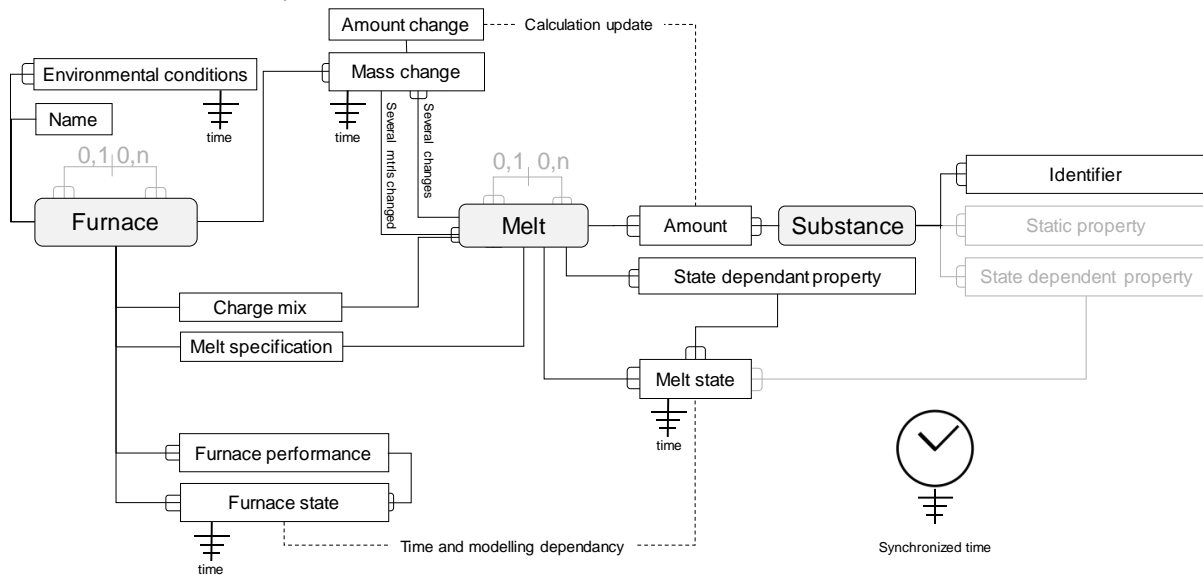 Amount change
Calculation update
Environmental conditions
Mass change
time
time
Name
Several mtrls changed
Several changes
0,1 0,n
0,1 0,n
Furnace
Melt
Amount
Substance
Identifier
Static property
State dependant property
State dependent property
Charge mix
Melt specification
Melt state
time
Furnace performance
Furnace state
time
Time and modelling dependancy
Synchronized time